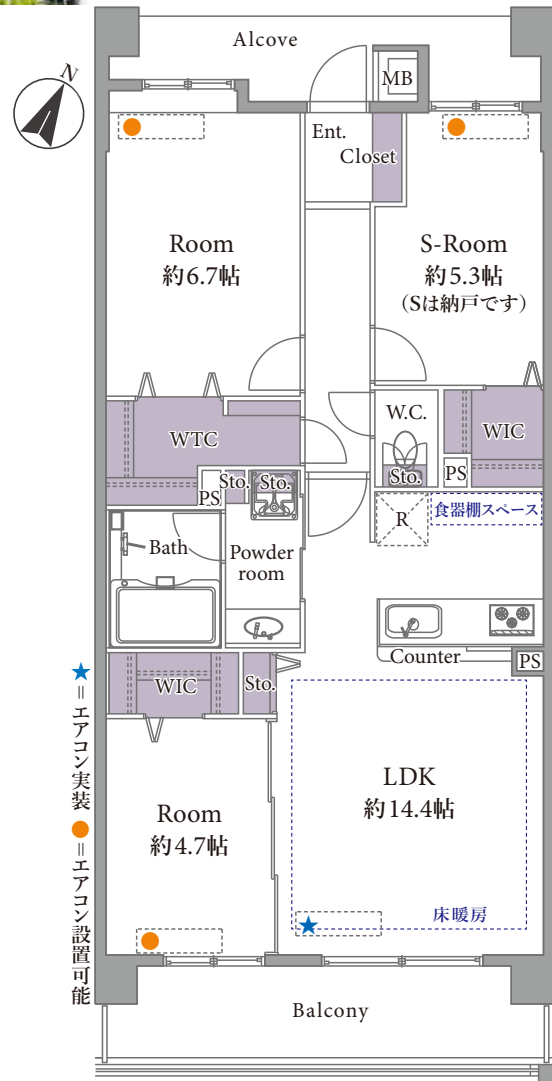 Alcove
N
MB
Ent.
Closet
Room
約6.7帖
S-Room
約5.3帖
(Sは納戸です)
W.C.
WTC
WIC
Sto.
Sto.
Sto.
PS
PS
R
食器棚スペース
Bath
Powder
room
Counter
PS
WIC
Sto.
LDK
約14.4帖
Room
約4.7帖
床暖房
★=エアコン実装 ●=エアコン設置可能
Balcony